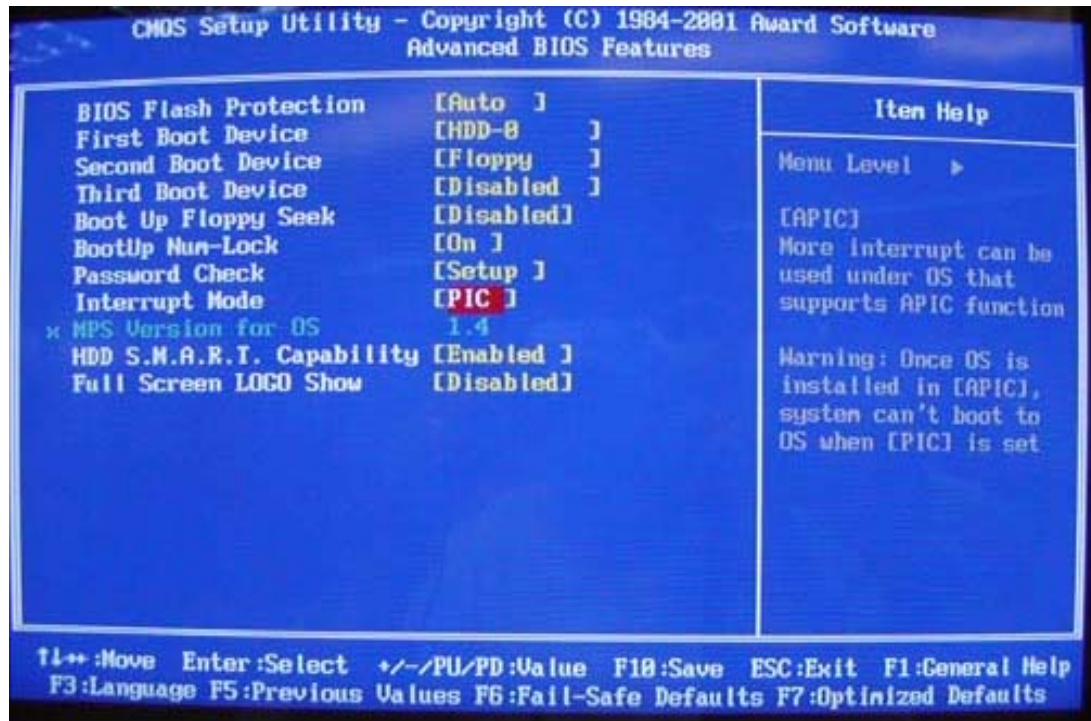 CMOS Setup Utility - Copyright (C) 1984-2001 Award Software
Advanced BIOS Features
BIOS Flash Protection [Auto ]
First Boot Device [HDD-0 ]
Second Boot Device [Floppy ]
Third Boot Device [Disabled ]
Boot Up Floppy Seek [Disabled]
BootUp Num-Lock [On ]
Password Check [Setup ]
Interrupt Mode [PIC ]
x MPS Version for OS 1.4
HDD S.M.A.R.T. Capability [Enabled ]
Full Screen LOGO Show [Disabled]
Item Help
Menu Level ▶
[APIC]
More interrupt can be
used under OS that
supports APIC function
Warning: Once OS is
installed in [APIC],
system can't boot to
OS when [PIC] is set
↑↓→←:Move Enter:Select +/-/PU/PD:Value F10:Save ESC:Exit F1:General Help
F3:Language F5:Previous Values F6:Fail-Safe Defaults F7:Optimized Defaults